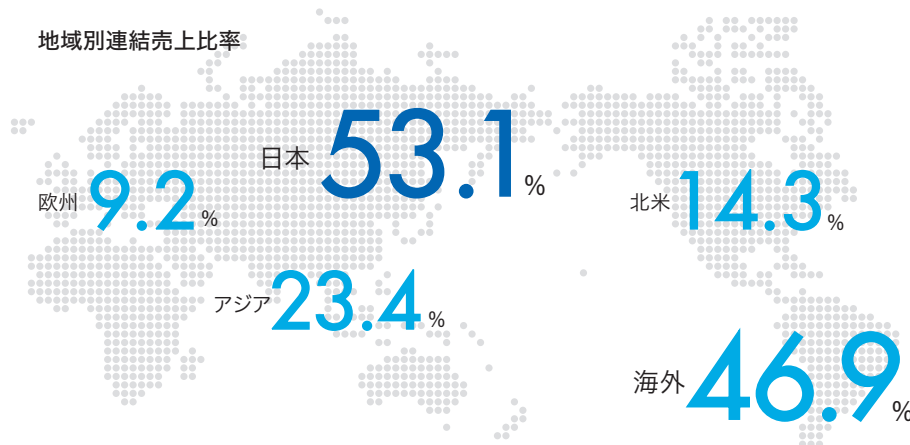 地域別連結売上比率
日本 53.1%
欧州 9.2%
北米 14.3%
アジア 23.4%
海外 46.9%